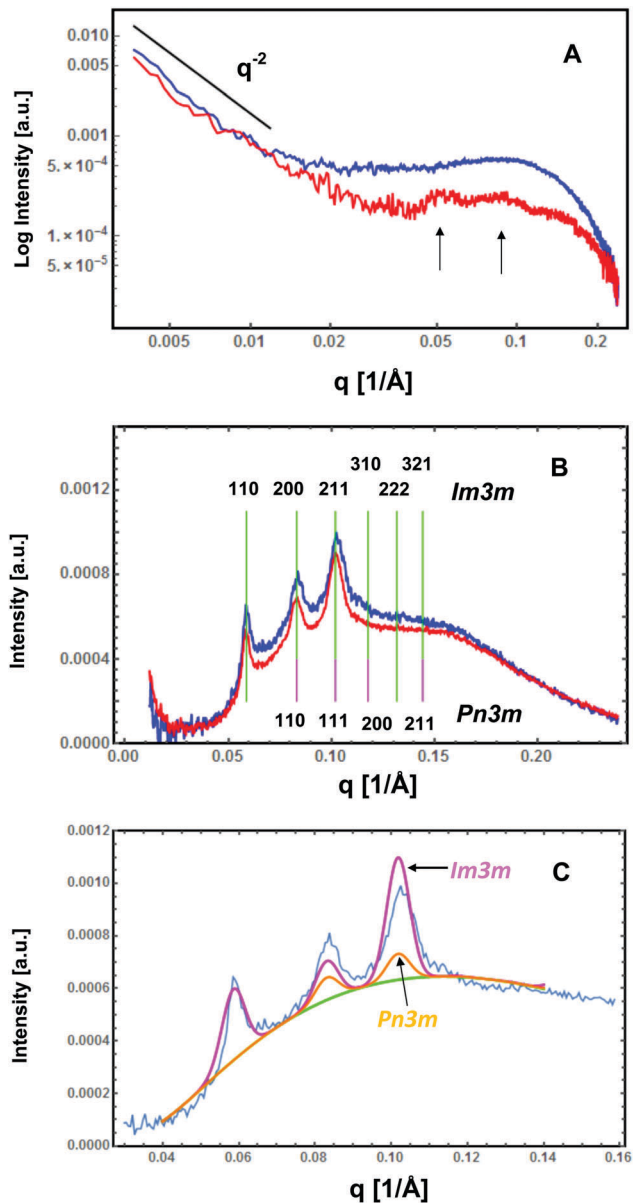 A
q-2
0.010
0.005
0.001
5.×10-4
1.×10-4
5.×10-5
Log Intensity [a.u.]
0.005 0.01 0.02 0.05 0.1 0.2
q [1/Å]
B
310 321
110 200 211 222 Im3m
0.0012
0.0008
0.0004
0.0000
Intensity [a.u.]
110 111 200 211 Pn3m
0.00 0.05 0.10 0.15 0.20
q [1/Å]
C
Im3m
Pn3m
0.0012
0.0010
0.0008
0.0006
0.0004
0.0002
0.0000
Intensity [a.u.]
0.04 0.06 0.08 0.10 0.12 0.14 0.16
q [1/Å]